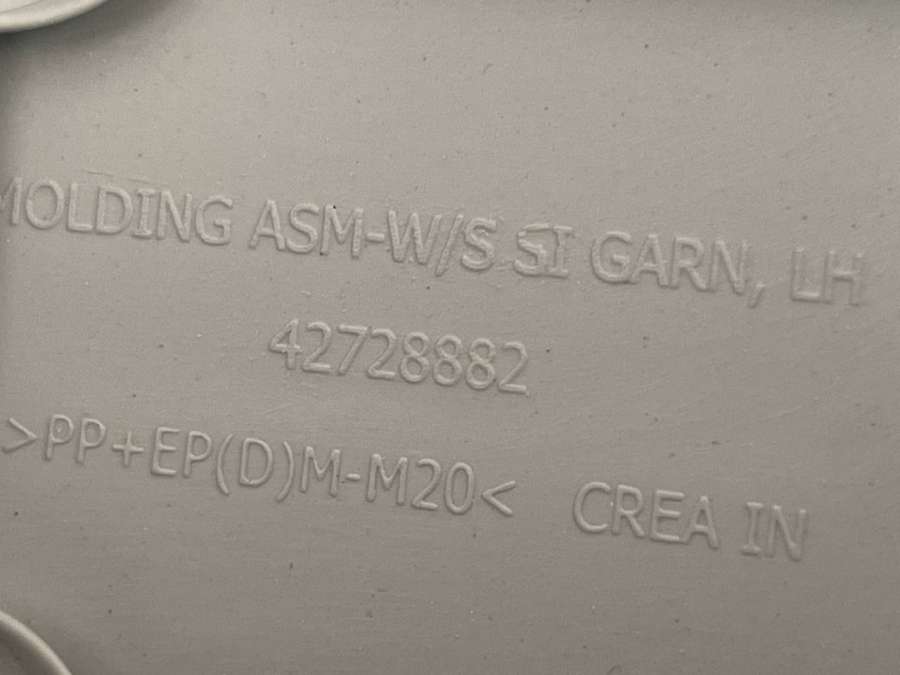 MOLDING ASM-W/S SI GARN, LH
42728882
>PP+EP(D)M-M20< CREA IN